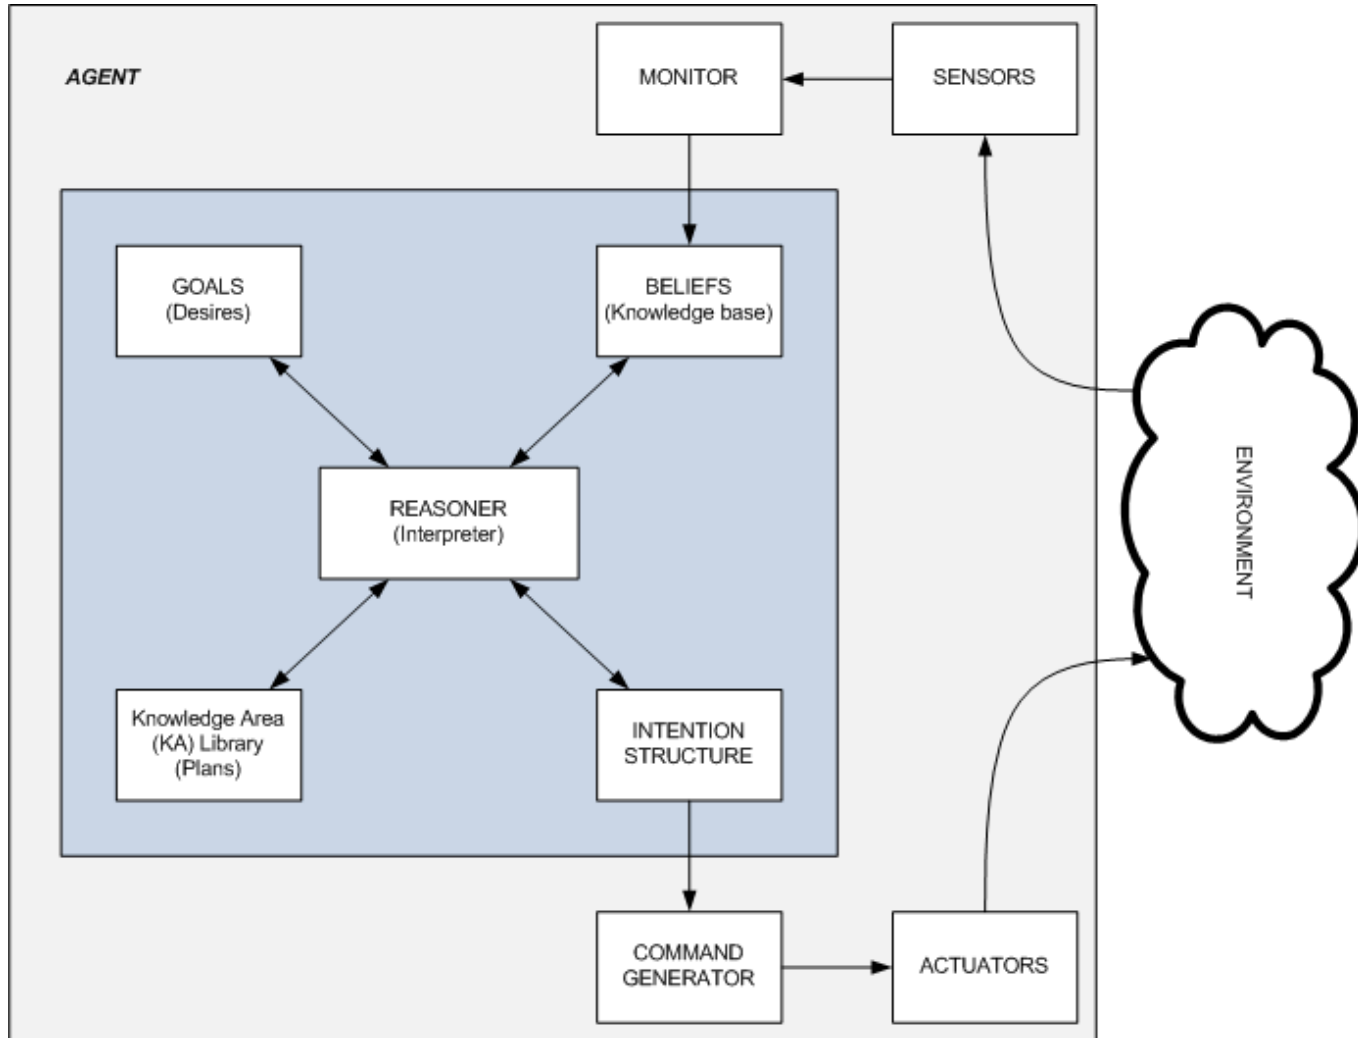 AGENT
MONITOR
SENSORS
GOALS
(Desires)
BELIEFS
(Knowledge base)
REASONER
(Interpreter)
ENVIRONMENT
Knowledge Area
(KA) Library
(Plans)
INTENTION
STRUCTURE
COMMAND
GENERATOR
ACTUATORS